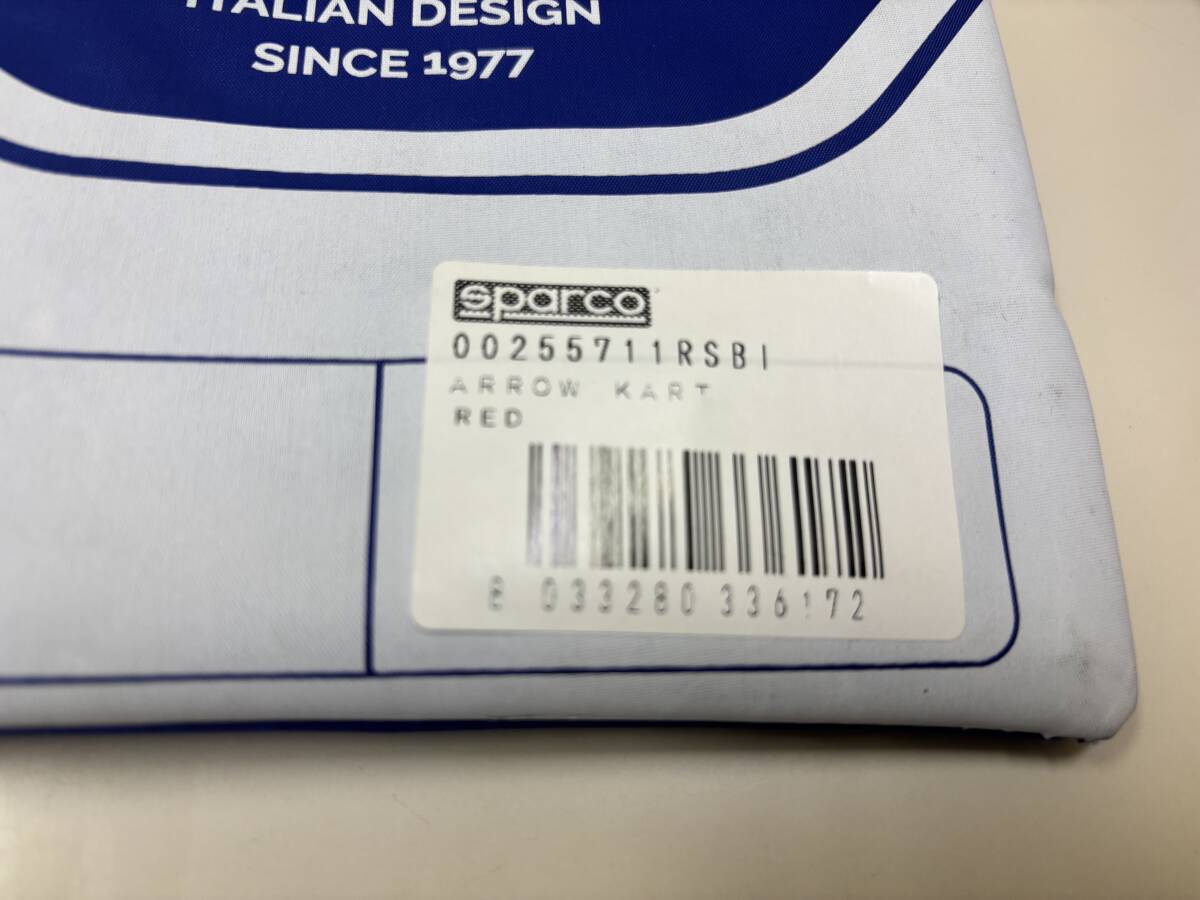 ITALIAN DESIGN
SINCE 1977
sparco
00255711RSBI
ARROW KART
RED
8 033280 336172